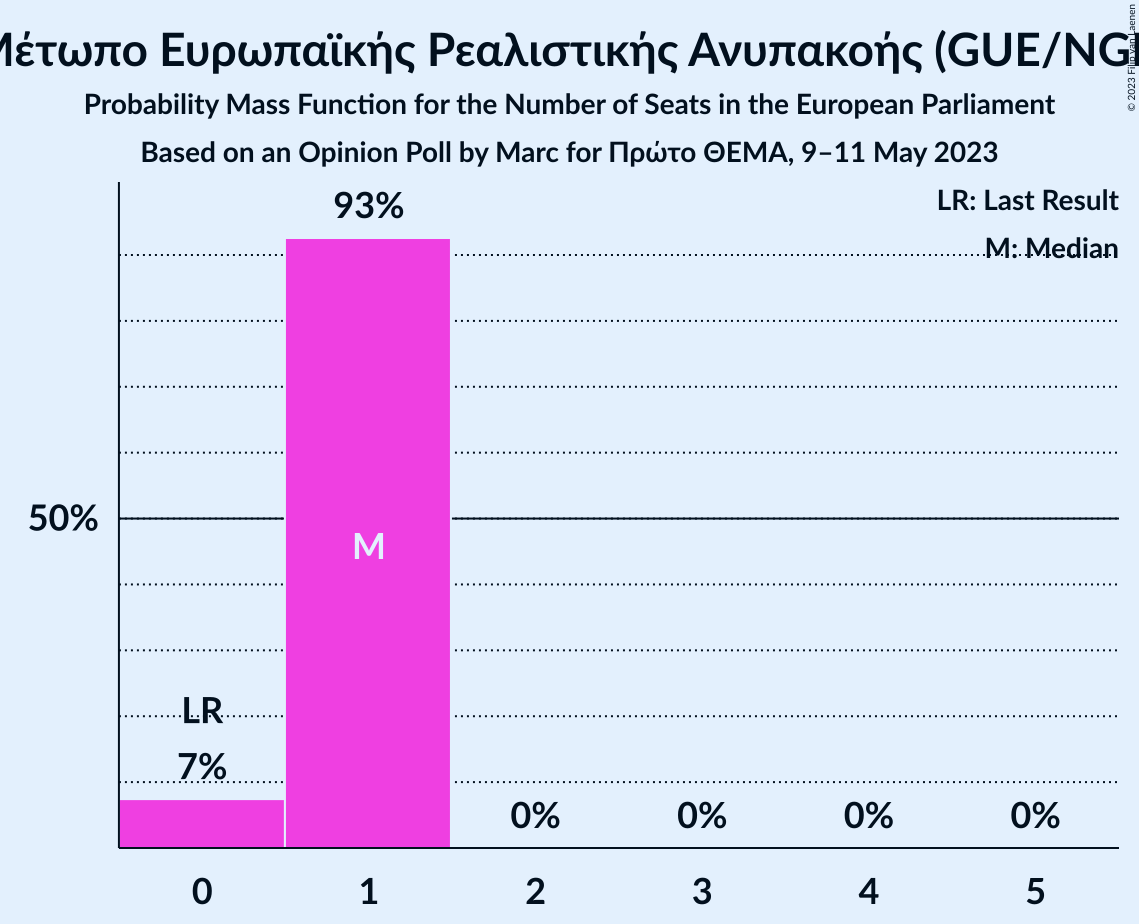 Μέτωπο Ευρωπαϊκής Ρεαλιστικής Ανυπακοής (GUE/NG
© 2023 Filip van Laenen
Probability Mass Function for the Number of Seats in the European Parliament
Based on an Opinion Poll by Marc for Πρώτο ΘΕΜΑ, 9–11 May 2023
LR: Last Result
M: Median
93%
50%
M
LR
7%
0% 0% 0% 0%
0 1 2 3 4 5